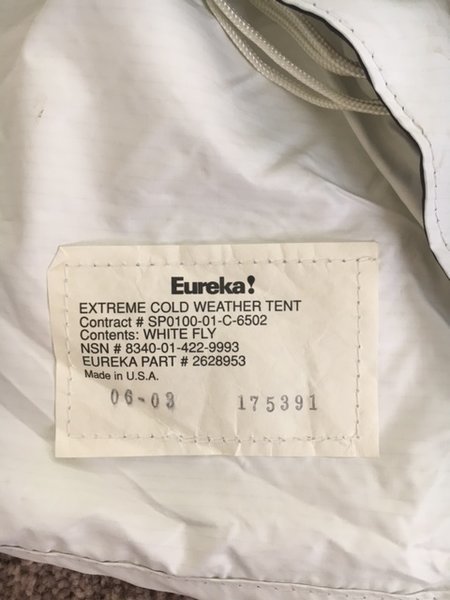 Eureka!
EXTREME COLD WEATHER TENT
Contract # SP0100-01-C-6502
Contents: WHITE FLY
NSN # 8340-01-422-9993
EUREKA PART # 2628953
Made in U.S.A.
06-03 175391